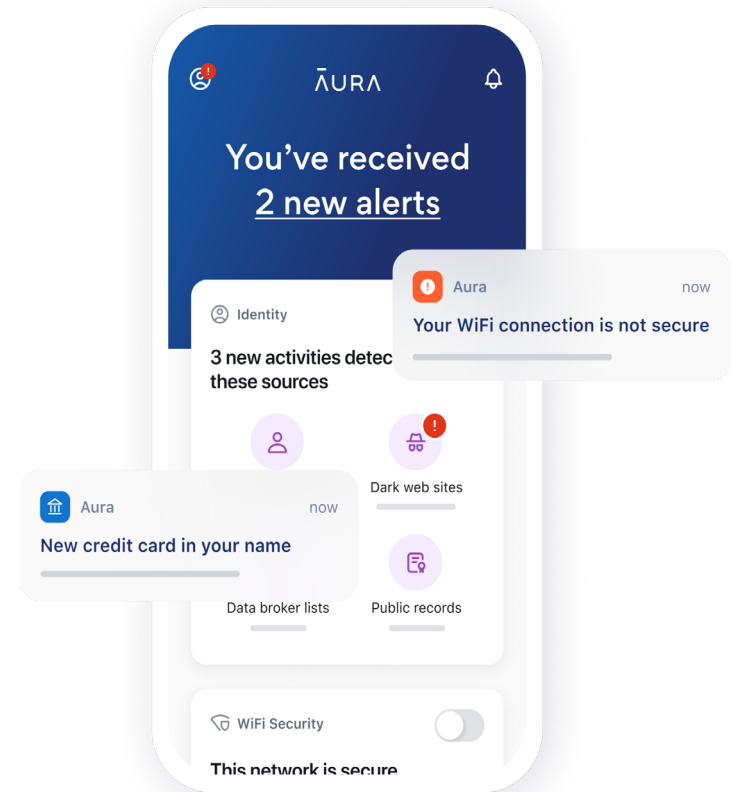 ĀURA
You've received
2 new alerts
Aura
now
Your WiFi connection is not secure
Identity
3 new activities detec
these sources
Dark web sites
Aura
now
New credit card in your name
Data broker lists
Public records
WiFi Security
This network is secure